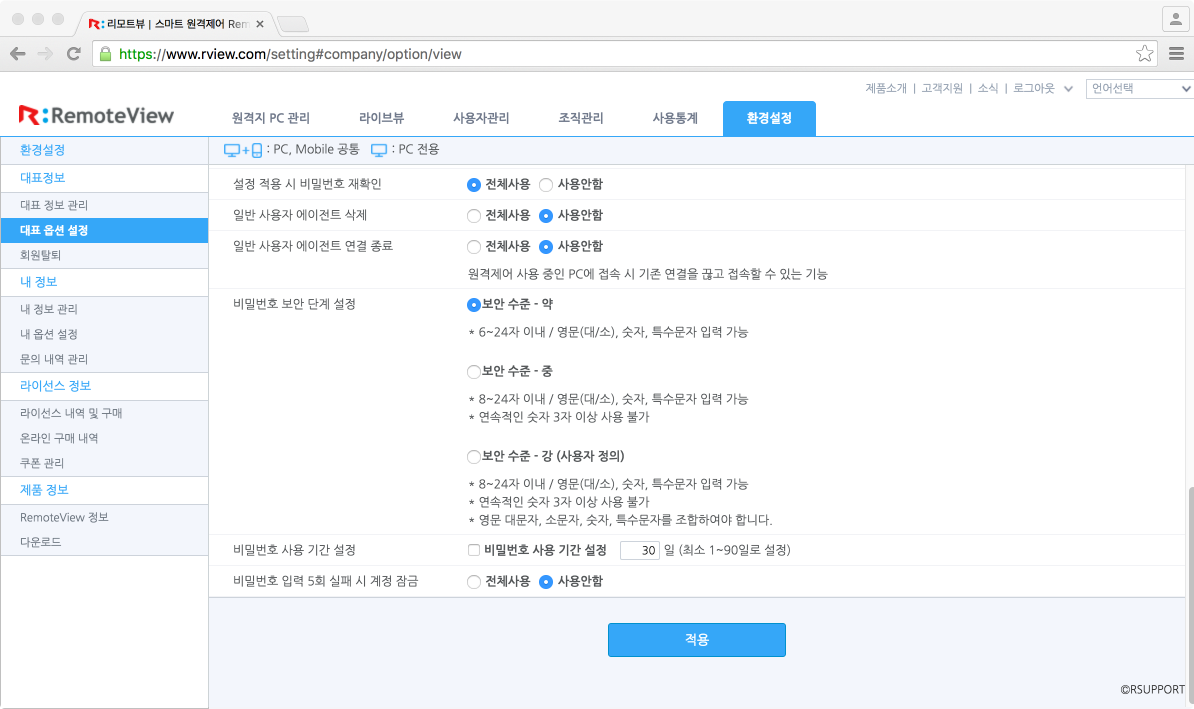 리모트뷰 | 스마트 원격제어 Rem
https://www.rview.com/setting#company/option/view
제품소개 | 고객지원 | 소식 | 로그아웃 언어선택
R:RemoteView
원격지 PC 관리 라이브뷰 사용자관리 조직관리 사용통계 환경설정
환경설정
대표정보
대표 정보 관리
대표 옵션 설정
회원탈퇴
내 정보
내 정보 관리
내 옵션 설정
문의 내역 관리
라이선스 정보
라이선스 내역 및 구매
온라인 구매 내역
쿠폰 관리
제품 정보
RemoteView 정보
다운로드
+ : PC, Mobile 공통 : PC 전용
설정 적용 시 비밀번호 재확인 전체사용 사용안함
일반 사용자 에이전트 삭제 전체사용 사용안함
일반 사용자 에이전트 연결 종료 전체사용 사용안함
원격제어 사용 중인 PC에 접속 시 기존 연결을 끊고 접속할 수 있는 기능
비밀번호 보안 단계 설정 보안 수준 - 약
* 6~24자 이내 / 영문(대/소), 숫자, 특수문자 입력 가능
보안 수준 - 중
* 8~24자 이내 / 영문(대/소), 숫자, 특수문자 입력 가능
* 연속적인 숫자 3자 이상 사용 불가
보안 수준 - 강 (사용자 정의)
* 8~24자 이내 / 영문(대/소), 숫자, 특수문자 입력 가능
* 연속적인 숫자 3자 이상 사용 불가
* 영문 대문자, 소문자, 숫자, 특수문자를 조합하여야 합니다.
비밀번호 사용 기간 설정 비밀번호 사용 기간 설정 30 일 (최소 1~90일로 설정)
비밀번호 입력 5회 실패 시 계정 잠금 전체사용 사용안함
적용
©RSUPPORT